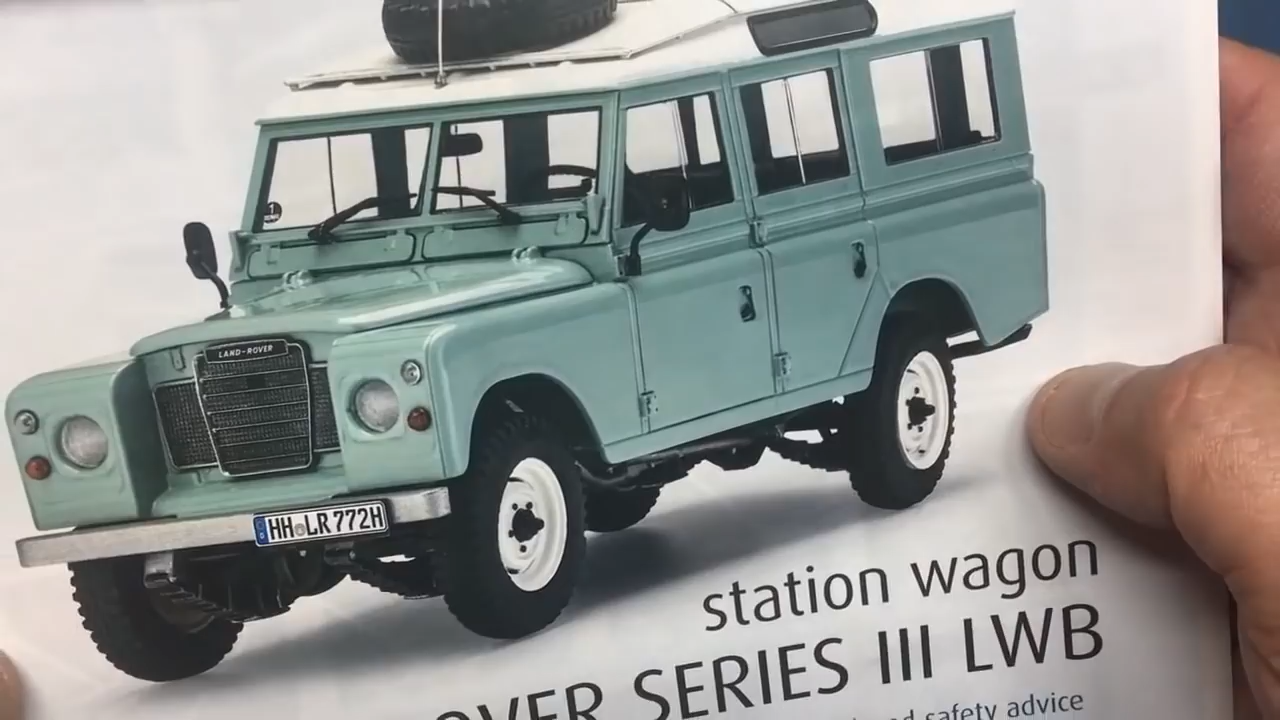 LAND-ROVER
HH LR 772H
station wagon
OVER SERIES III LWB
safety advice